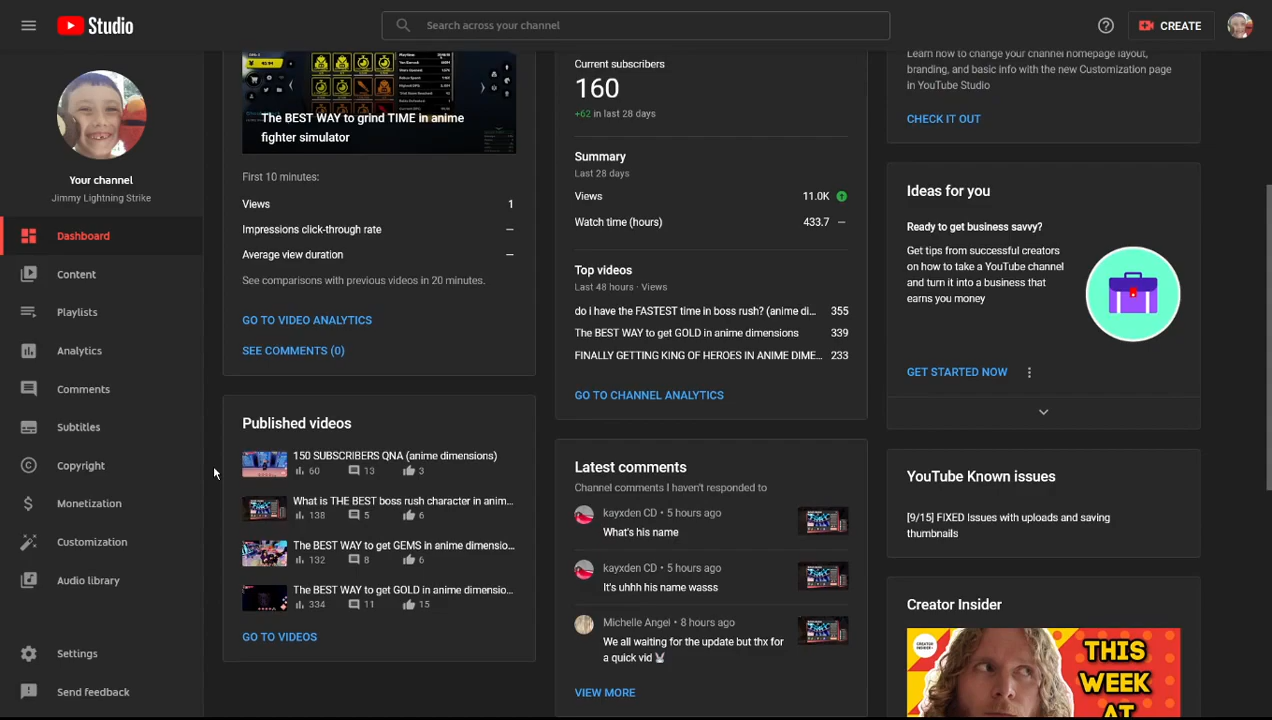 Studio
Search across your channel
CREATE
Your channel
Jimmy Lightning Strike
Dashboard
Content
Playlists
Analytics
Comments
Subtitles
Copyright
Monetization
Customization
Audio library
Settings
Send feedback
The BEST WAY to grind TIME in anime
fighter simulator
First 10 minutes:
Views 1
Impressions click-through rate —
Average view duration —
See comparisons with previous videos in 20 minutes.
GO TO VIDEO ANALYTICS
SEE COMMENTS (0)
Published videos
150 SUBSCRIBERS QNA (anime dimensions)
60 13 3
What is THE BEST boss rush character in anim...
138 5 6
The BEST WAY to get GEMS in anime dimensio...
132 8 6
The BEST WAY to get GOLD in anime dimensio...
334 11 15
GO TO VIDEOS
Current subscribers
160
+62 in last 28 days
Summary
Last 28 days
Views 11.0K
Watch time (hours) 433.7 —
Top videos
Last 48 hours · Views
do i have the FASTEST time in boss rush? (anime di... 355
The BEST WAY to get GOLD in anime dimensions 339
FINALLY GETTING KING OF HEROES IN ANIME DIME... 233
GO TO CHANNEL ANALYTICS
Latest comments
Channel comments I haven't responded to
kayxden CD • 5 hours ago
What's his name
kayxden CD • 5 hours ago
It's uhhh his name wasss
Michelle Angel • 8 hours ago
We all waiting for the update but thx for
a quick vid 🐰
VIEW MORE
Learn how to change your channel homepage layout,
branding, and basic info with the new Customization page
in YouTube Studio
CHECK IT OUT
Ideas for you
Ready to get business savvy?
Get tips from successful creators
on how to take a YouTube channel
and turn it into a business that
earns you money
GET STARTED NOW
YouTube Known issues
[9/15] FIXED Issues with uploads and saving
thumbnails
Creator Insider
CREATOR
INSIDER
THIS
WEEK
AT